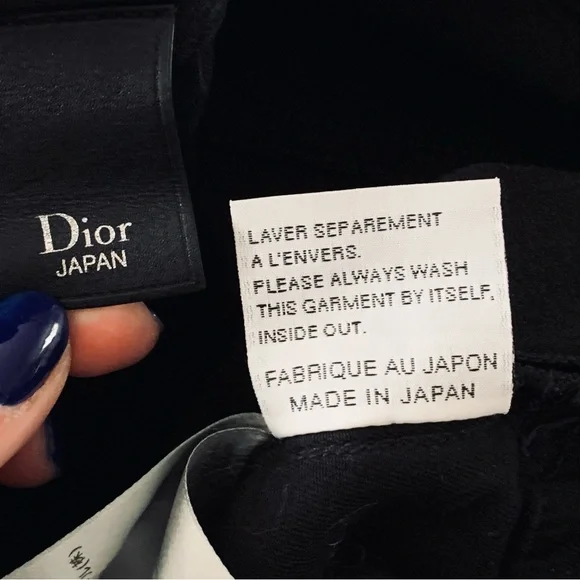 Dior
JAPAN
LAVER SEPAREMENT
A L'ENVERS.
PLEASE ALWAYS WASH
THIS GARMENT BY ITSELF.
INSIDE OUT.
FABRIQUE AU JAPON
MADE IN JAPAN